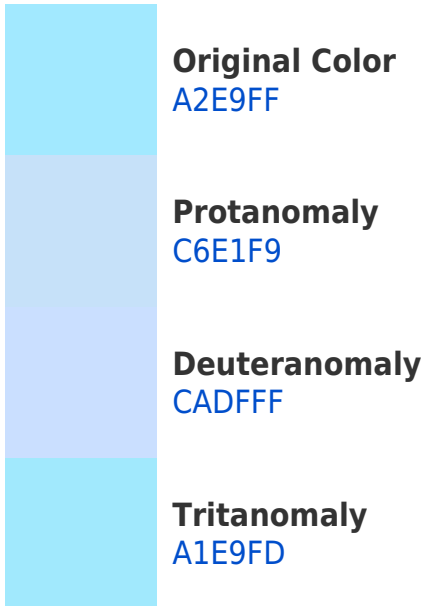 Original Color
A2E9FF
Protanomaly
C6E1F9
Deuteranomaly
CADFFF
Tritanomaly
A1E9FD